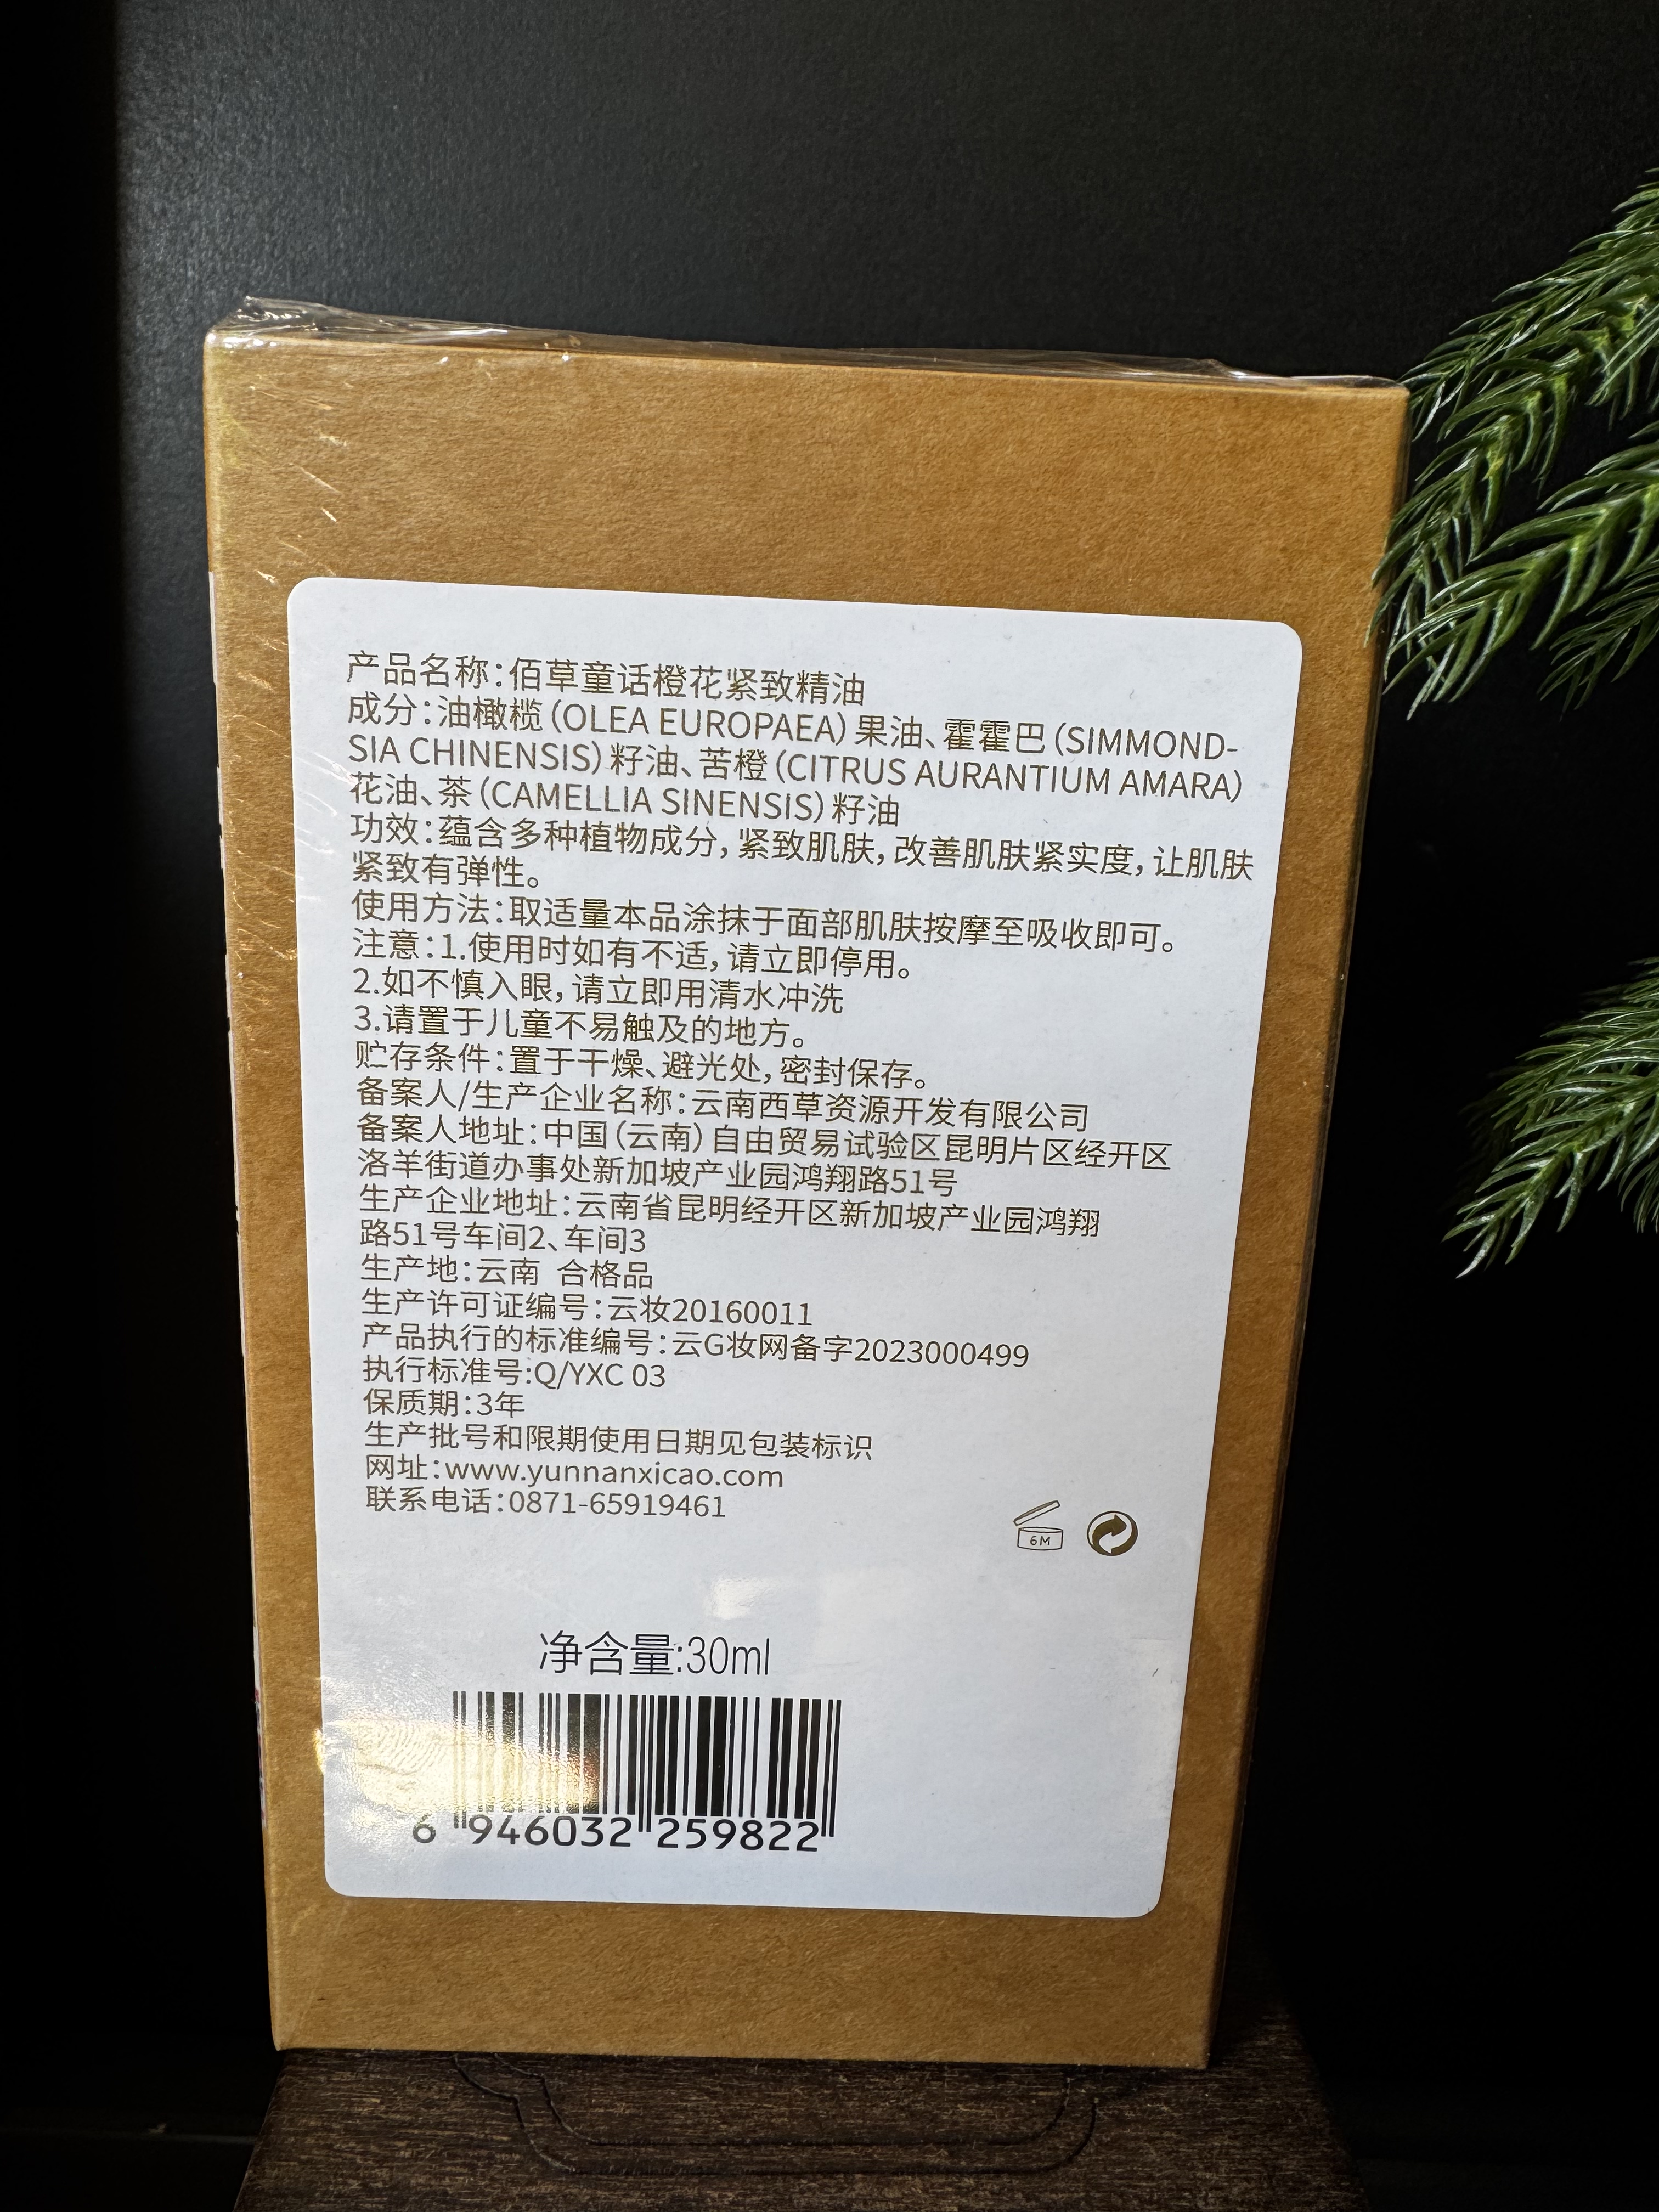 产品名称:佰草童话橙花紧致精油
成分:油橄榄(OLEA EUROPAEA)果油、霍霍巴(SIMMOND-
SIA CHINENSIS)籽油、苦橙(CITRUS AURANTIUM AMARA)
花油、茶(CAMELLIA SINENSIS)籽油
功效:蕴含多种植物成分,紧致肌肤,改善肌肤紧实度,让肌肤
紧致有弹性。
使用方法:取适量本品涂抹于面部肌肤按摩至吸收即可。
注意:1.使用时如有不适,请立即停用。
2.如不慎入眼,请立即用清水冲洗
3.请置于儿童不易触及的地方。
贮存条件:置于干燥、避光处,密封保存。
备案人/生产企业名称:云南西草资源开发有限公司
备案人地址:中国(云南)自由贸易试验区昆明片区经开区
洛羊街道办事处新加坡产业园鸿翔路51号
生产企业地址:云南省昆明经开区新加坡产业园鸿翔
路51号车间2、车间3
生产地:云南 合格品
生产许可证编号:云妆20160011
产品执行的标准编号:云G妆网备字2023000499
执行标准号:Q/YXC 03
保质期:3年
生产批号和限期使用日期见包装标识
网址:www.yunnanxicao.com
联系电话:0871-65919461
6M
净含量:30ml
6 946032 259822